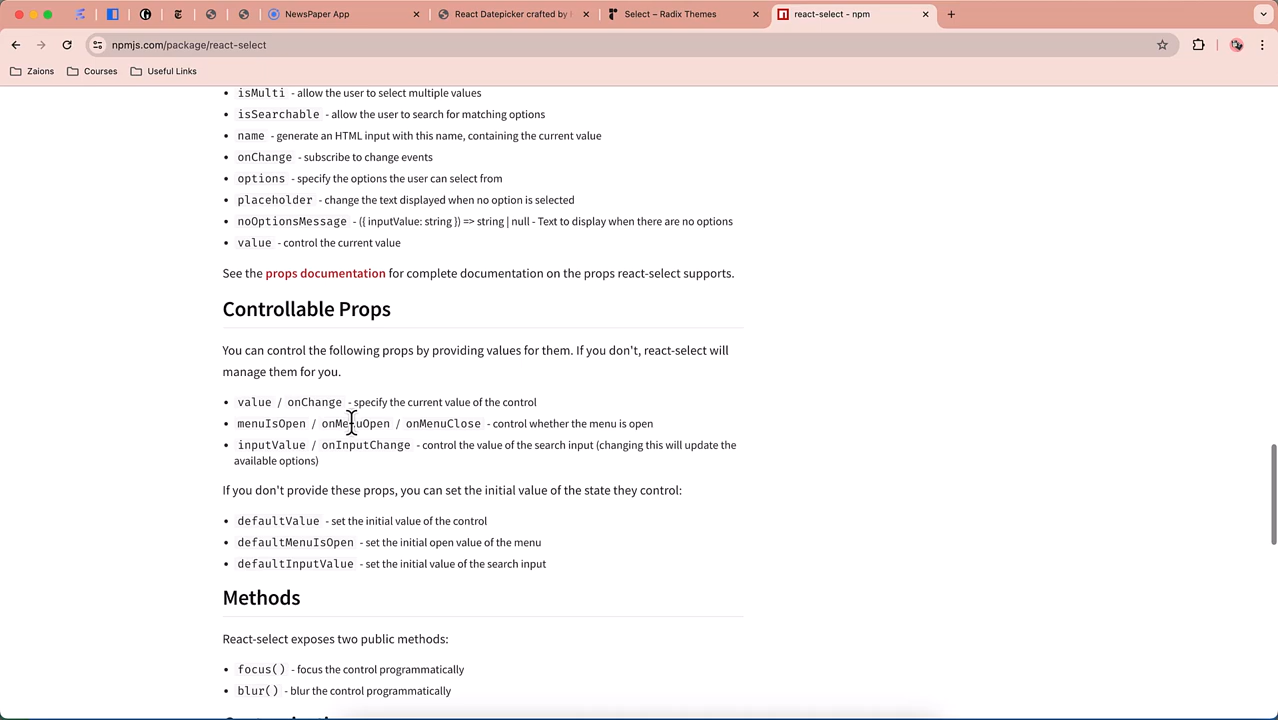 NewsPaper App
React Datepicker crafted by
Select – Radix Themes
react-select - npm
npmjs.com/package/react-select
Zaions
Courses
Useful Links
isMulti - allow the user to select multiple values
isSearchable - allow the user to search for matching options
name - generate an HTML input with this name, containing the current value
onChange - subscribe to change events
options - specify the options the user can select from
placeholder - change the text displayed when no option is selected
noOptionsMessage - ({ inputValue: string }) => string | null - Text to display when there are no options
value - control the current value
See the props documentation for complete documentation on the props react-select supports.
Controllable Props
You can control the following props by providing values for them. If you don't, react-select will
manage them for you.
value / onChange - specify the current value of the control
menuIsOpen / onMenuOpen / onMenuClose - control whether the menu is open
inputValue / onInputChange - control the value of the search input (changing this will update the
available options)
If you don't provide these props, you can set the initial value of the state they control:
defaultValue - set the initial value of the control
defaultMenuIsOpen - set the initial open value of the menu
defaultInputValue - set the initial value of the search input
Methods
React-select exposes two public methods:
focus() - focus the control programmatically
blur() - blur the control programmatically